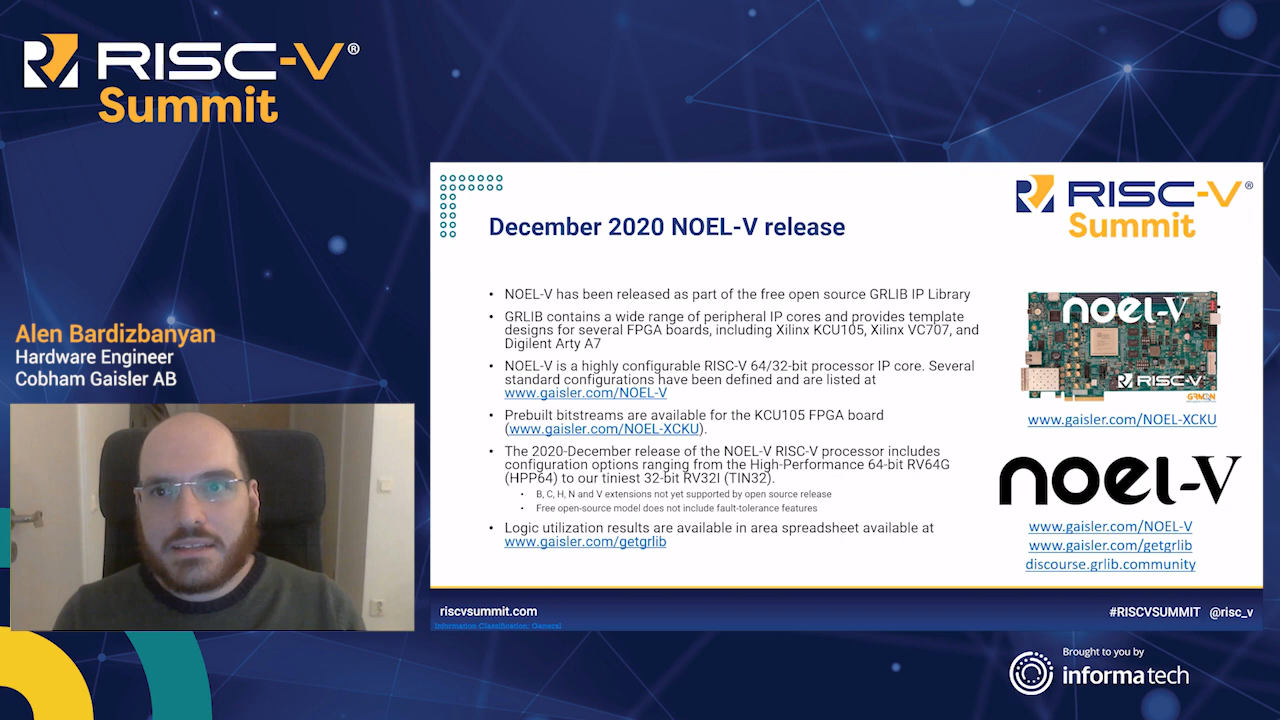 RISC-V®
Summit
Alen Bardizbanyan
Hardware Engineer
Cobham Gaisler AB
RISC-V®
Summit
December 2020 NOEL-V release
• NOEL-V has been released as part of the free open source GRLIB IP Library
• GRLIB contains a wide range of peripheral IP cores and provides template
designs for several FPGA boards, including Xilinx KCU105, Xilinx VC707, and
Digilent Arty A7
• NOEL-V is a highly configurable RISC-V 64/32-bit processor IP core. Several
standard configurations have been defined and are listed at
www.gaisler.com/NOEL-V
• Prebuilt bitstreams are available for the KCU105 FPGA board
(www.gaisler.com/NOEL-XCKU).
• The 2020-December release of the NOEL-V RISC-V processor includes
configuration options ranging from the High-Performance 64-bit RV64G
(HPP64) to our tiniest 32-bit RV32I (TIN32).
• B, C, H, N and V extensions not yet supported by open source release
• Free open-source model does not include fault-tolerance features
• Logic utilization results are available in area spreadsheet available at
www.gaisler.com/getgrlib
noel-V
RISC-V
GRMON
www.gaisler.com/NOEL-XCKU
noel-V
www.gaisler.com/NOEL-V
www.gaisler.com/getgrlib
discourse.grlib.community
riscvsummit.com
#RISCVSUMMIT @risc_v
Information Classification: General
Brought to you by
informa tech